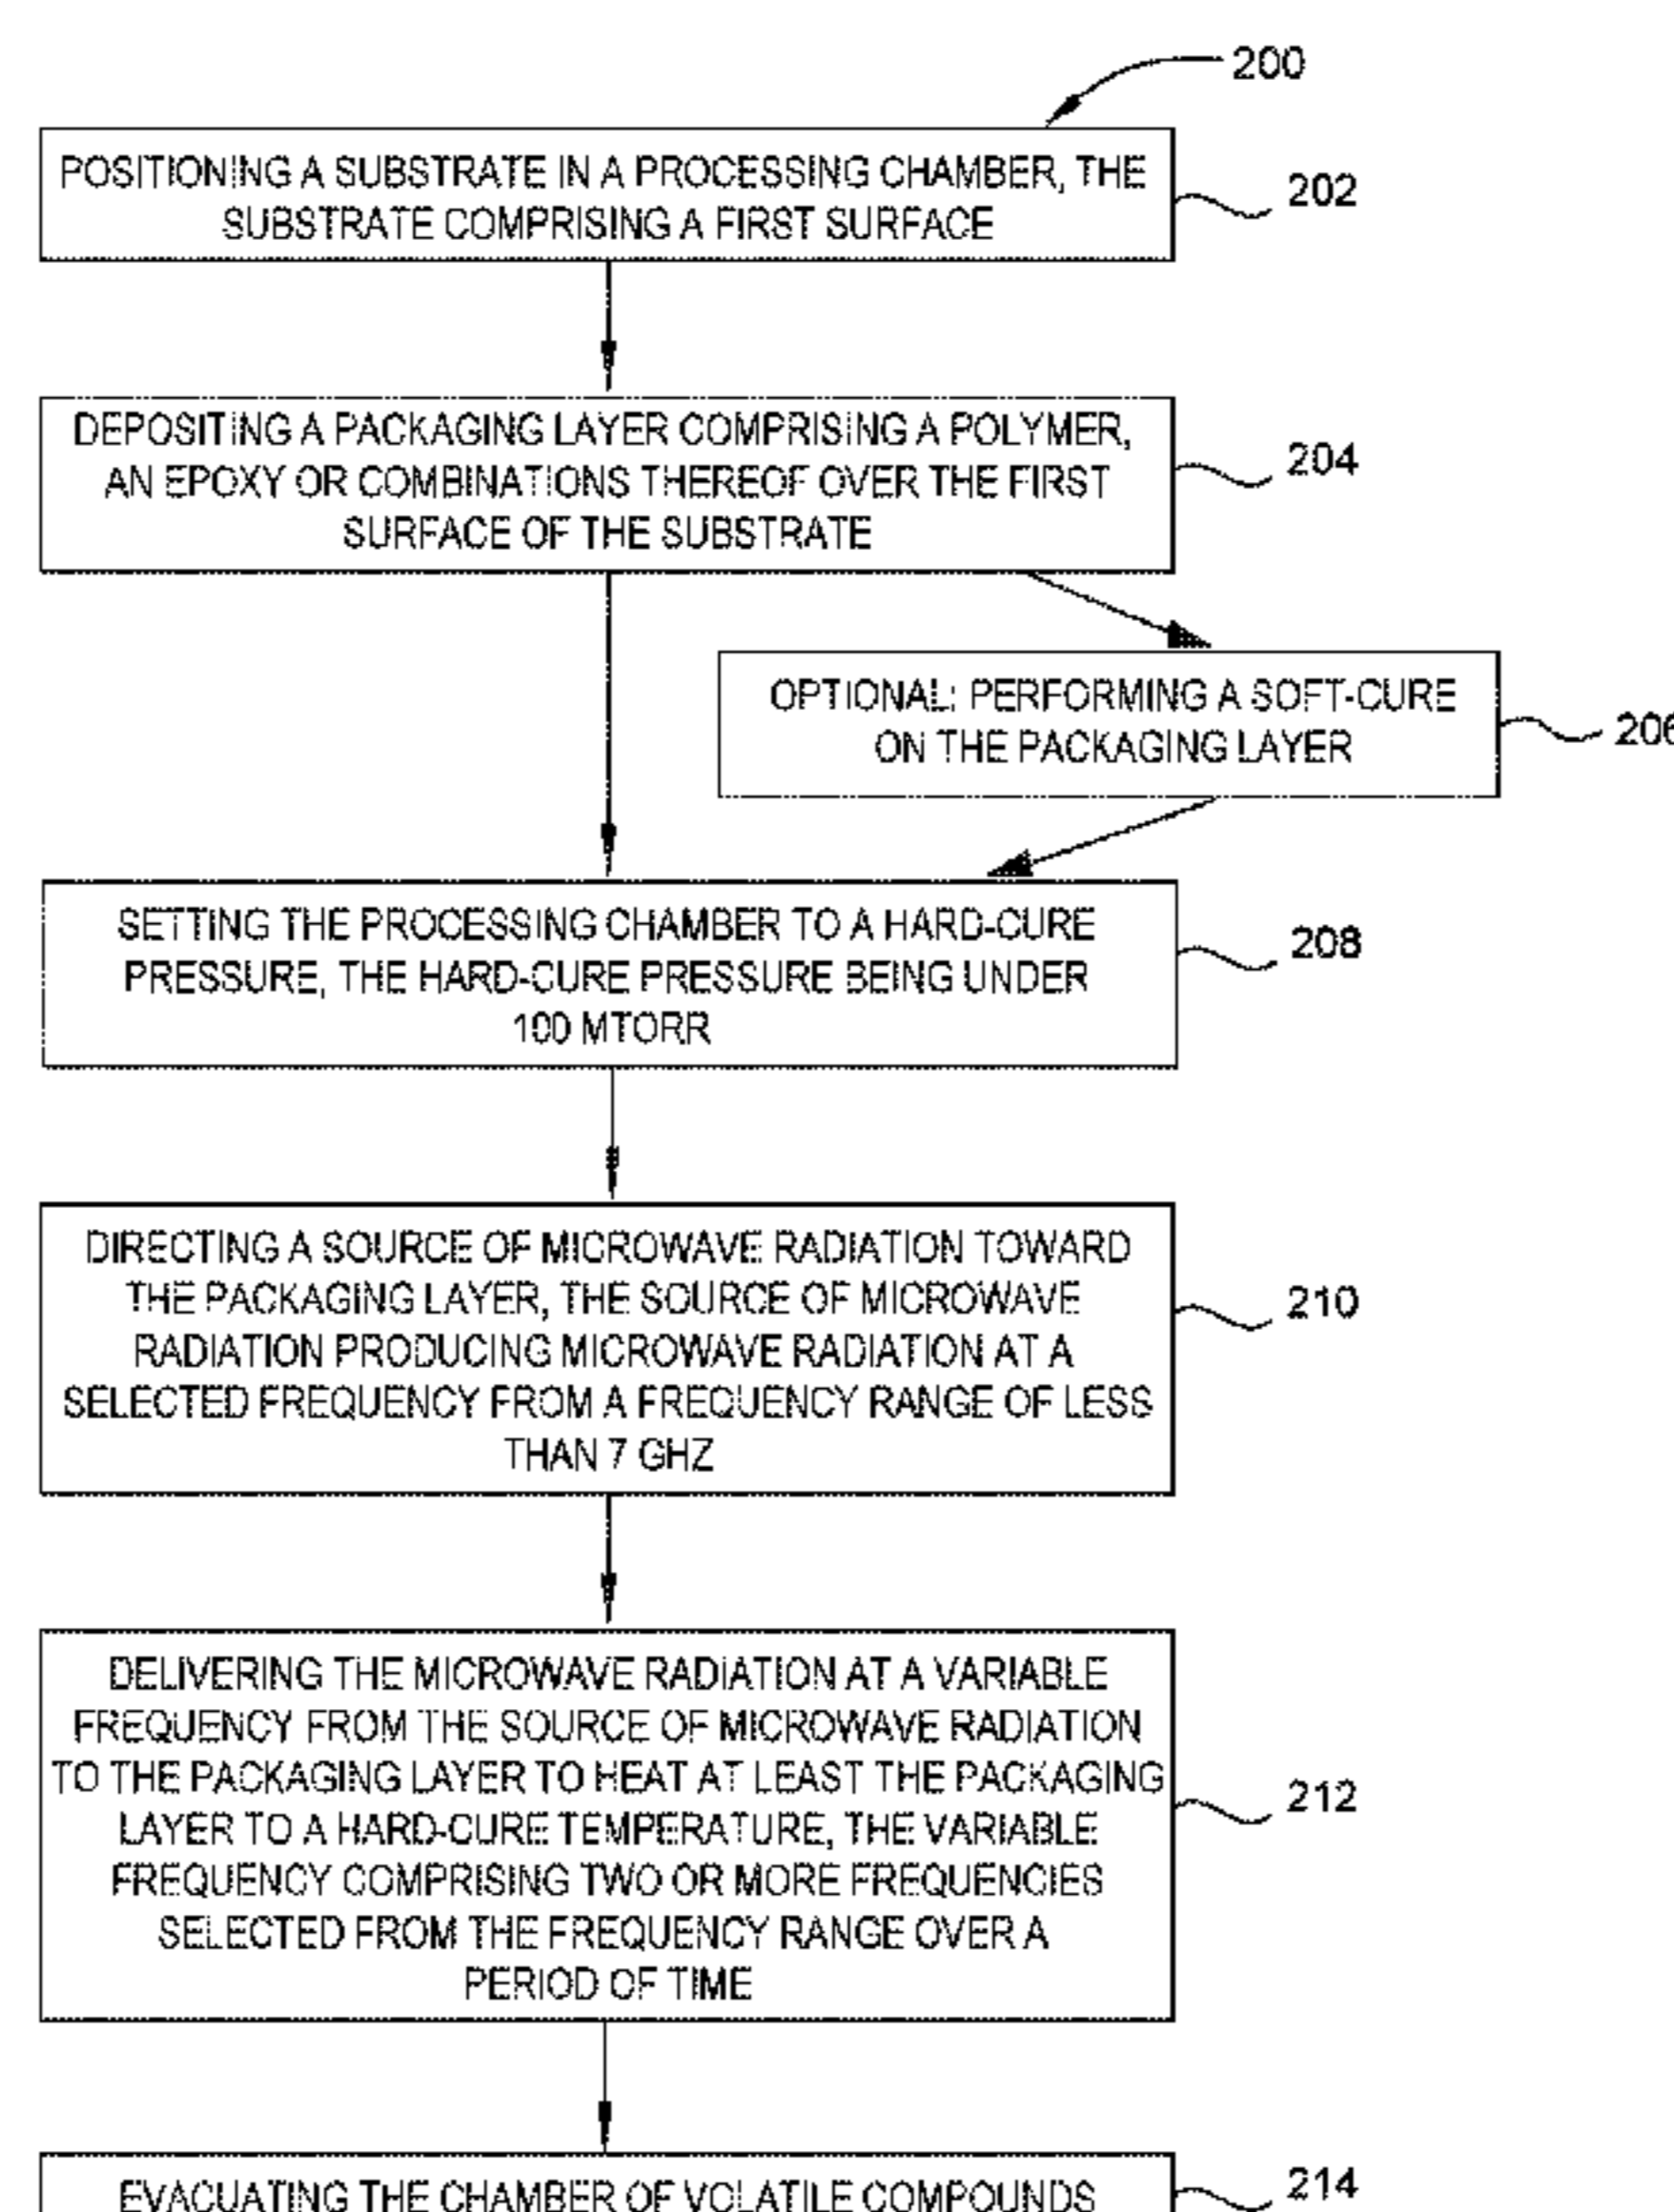 200
POSITIONING A SUBSTRATE IN A PROCESSING CHAMBER, THE
SUBSTRATE COMPRISING A FIRST SURFACE
202
DEPOSITING A PACKAGING LAYER COMPRISING A POLYMER,
AN EPOXY OR COMBINATIONS THEREOF OVER THE FIRST
SURFACE OF THE SUBSTRATE
204
OPTIONAL: PERFORMING A SOFT-CURE
ON THE PACKAGING LAYER
206
SETTING THE PROCESSING CHAMBER TO A HARD-CURE
PRESSURE, THE HARD-CURE PRESSURE BEING UNDER
100 MTORR
208
DIRECTING A SOURCE OF MICROWAVE RADIATION TOWARD
THE PACKAGING LAYER, THE SOURCE OF MICROWAVE
RADIATION PRODUCING MICROWAVE RADIATION AT A
SELECTED FREQUENCY FROM A FREQUENCY RANGE OF LESS
THAN 7 GHZ
210
DELIVERING THE MICROWAVE RADIATION AT A VARIABLE
FREQUENCY FROM THE SOURCE OF MICROWAVE RADIATION
TO THE PACKAGING LAYER TO HEAT AT LEAST THE PACKAGING
LAYER TO A HARD-CURE TEMPERATURE, THE VARIABLE
FREQUENCY COMPRISING TWO OR MORE FREQUENCIES
SELECTED FROM THE FREQUENCY RANGE OVER A
PERIOD OF TIME
212
EVACUATING THE CHAMBER OF VOLATILE COMPOUNDS
214